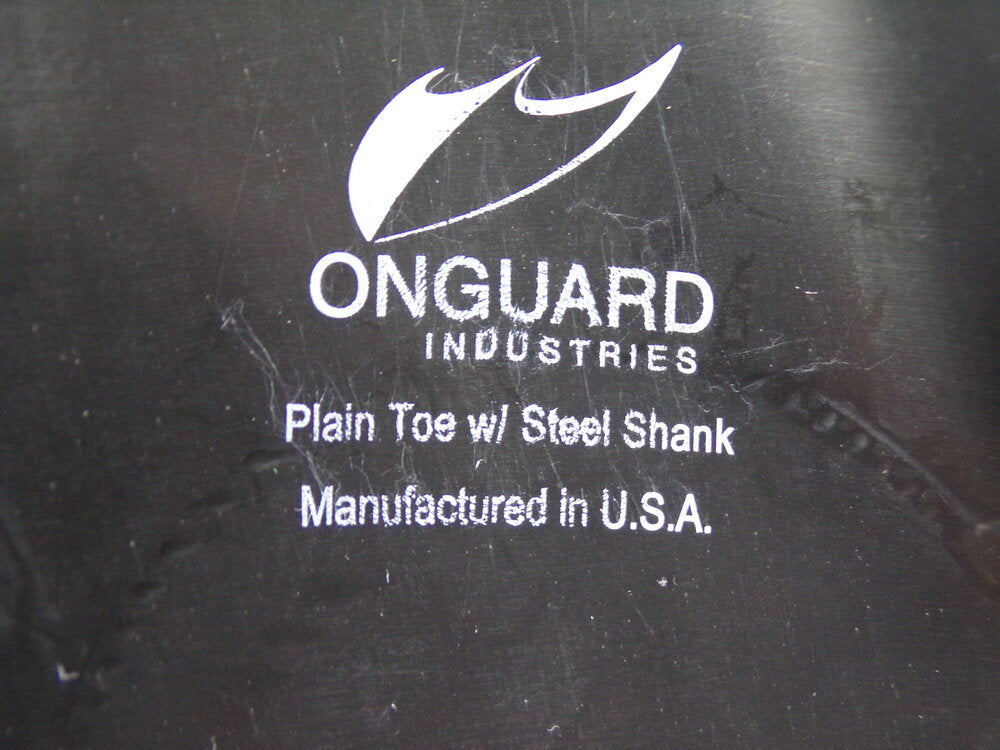 ONGUARD
INDUSTRIES
Plain Toe w/ Steel Shank
Manufactured in U.S.A.